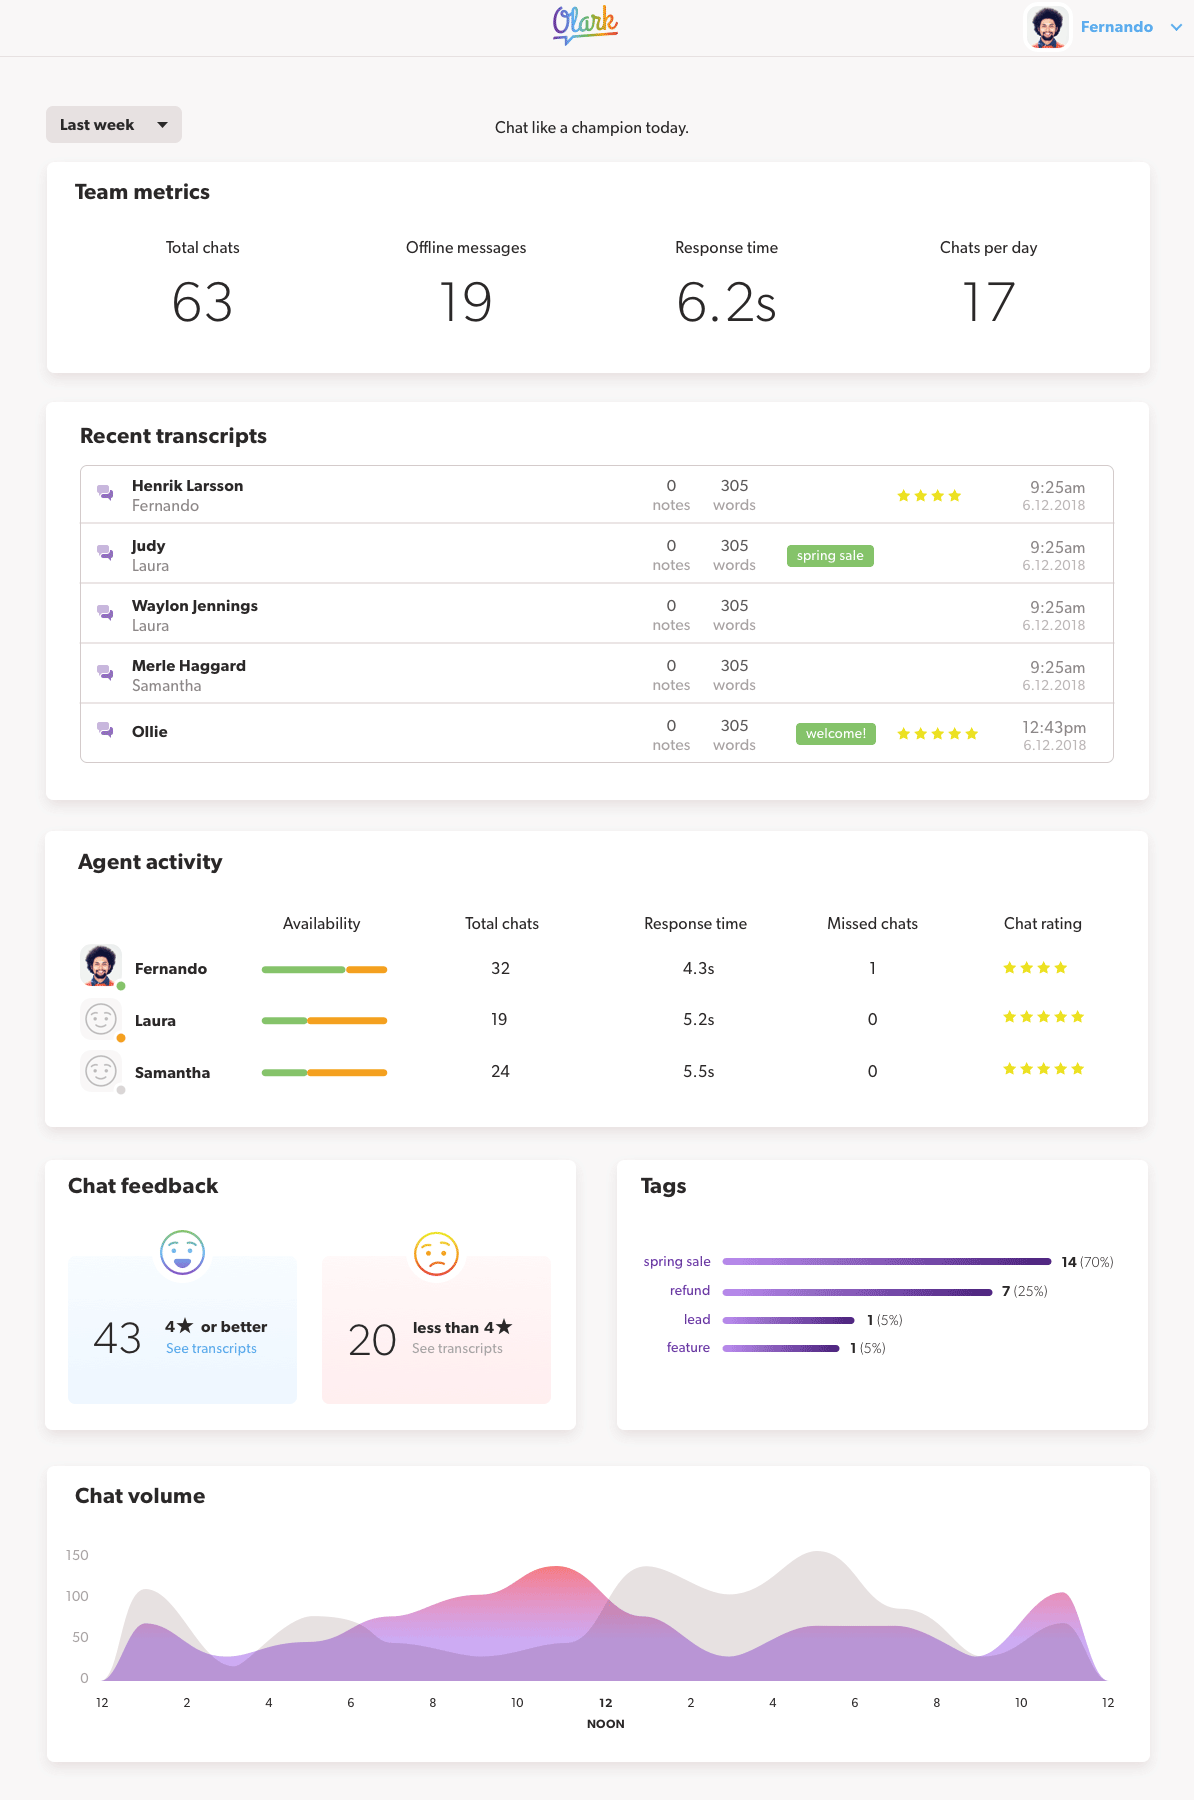 Olark
Fernando
Last week
Chat like a champion today.
Team metrics
Total chats Offline messages Response time Chats per day
63 19 6.2s 17
Recent transcripts
Henrik Larsson 0 305 9:25am
Fernando notes words 6.12.2018
Judy 0 305 spring sale 9:25am
Laura notes words 6.12.2018
Waylon Jennings 0 305 9:25am
Laura notes words 6.12.2018
Merle Haggard 0 305 9:25am
Samantha notes words 6.12.2018
Ollie 0 305 welcome! 12:43pm
notes words 6.12.2018
Agent activity
Availability Total chats Response time Missed chats Chat rating
Fernando 32 4.3s 1
Laura 19 5.2s 0
Samantha 24 5.5s 0
Chat feedback
43 4★ or better
See transcripts
20 less than 4★
See transcripts
Tags
spring sale 14 (70%)
refund 7 (25%)
lead 1 (5%)
feature 1 (5%)
Chat volume
150
100
50
0
12 2 4 6 8 10 12 2 4 6 8 10 12
NOON